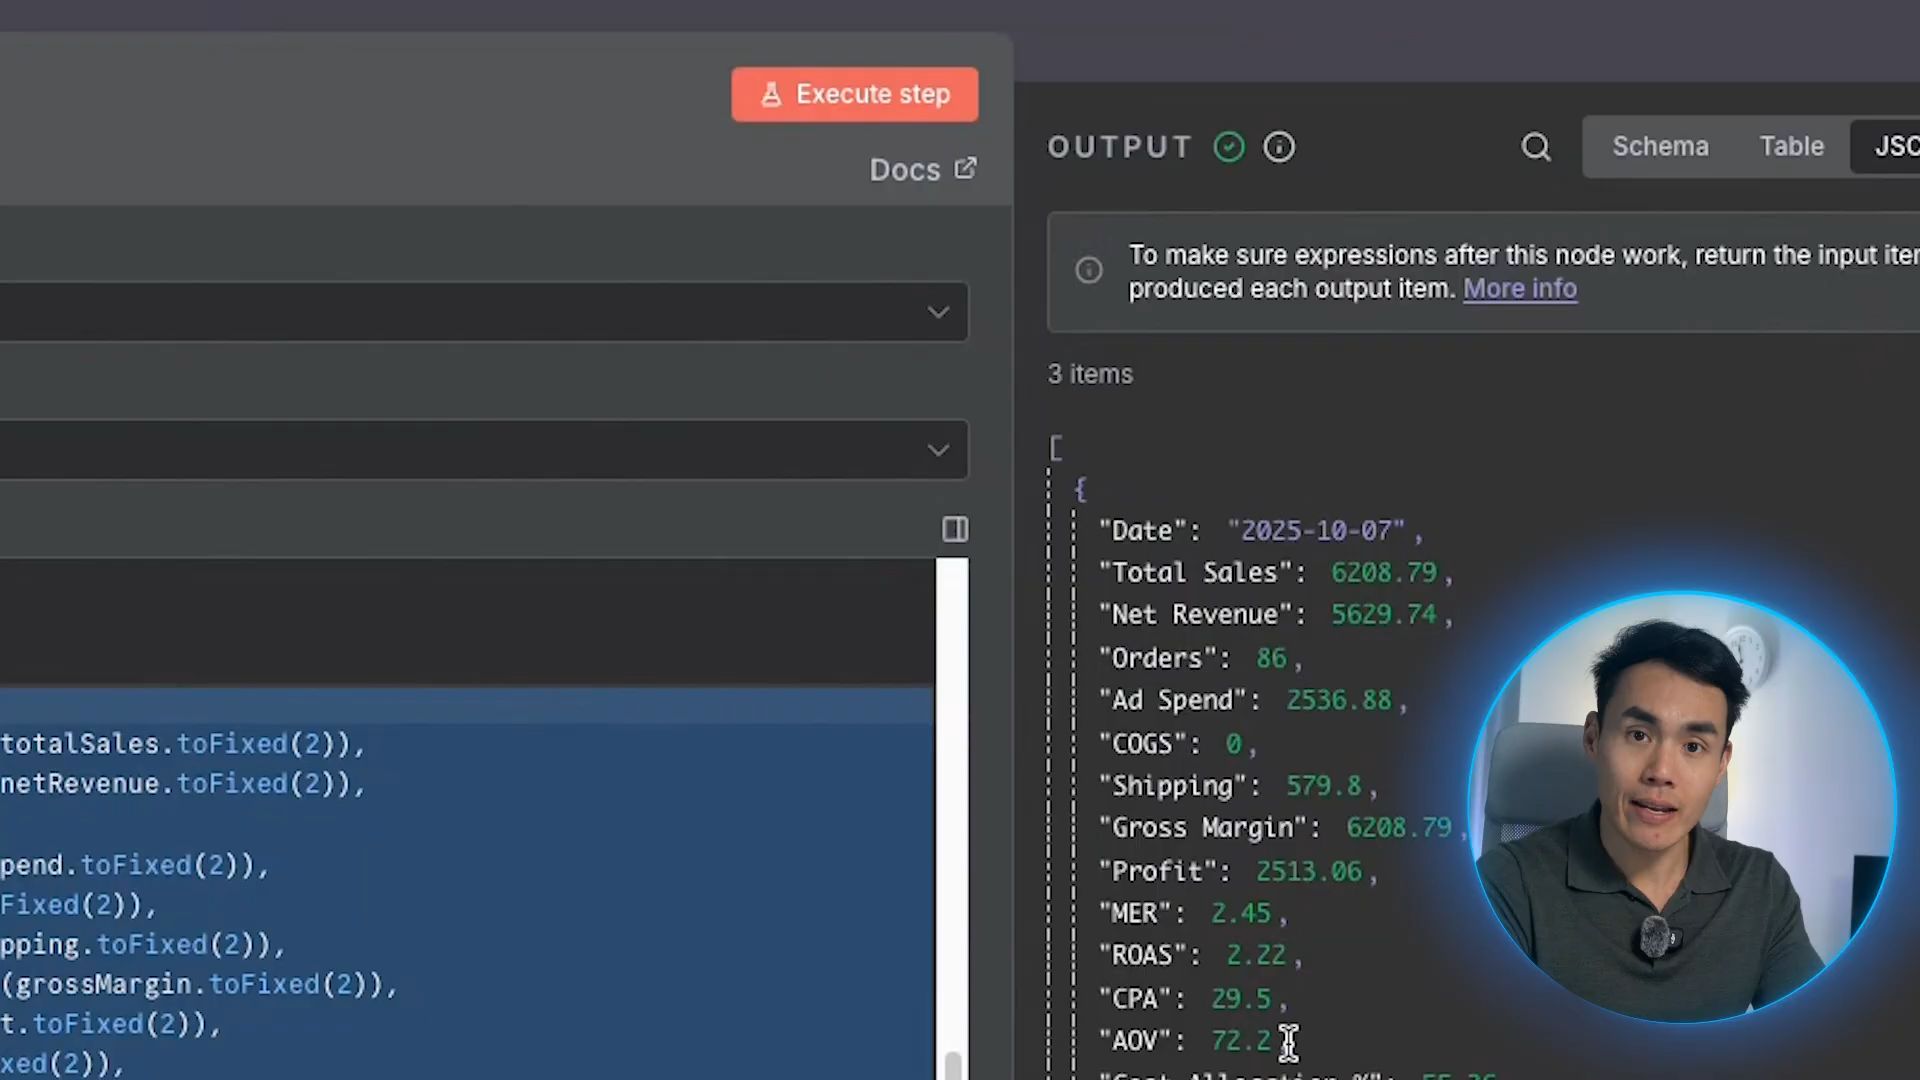 Execute step
Docs
OUTPUT
Schema Table JSO
To make sure expressions after this node work, return the input iter
produced each output item. More info
3 items
[
{
"Date": "2025-10-07",
"Total Sales": 6208.79,
"Net Revenue": 5629.74,
"Orders": 86,
"Ad Spend": 2536.88,
"COGS": 0,
"Shipping": 579.8,
"Gross Margin": 6208.79,
"Profit": 2513.06,
"MER": 2.45,
"ROAS": 2.22,
"CPA": 29.5,
"AOV": 72.2
totalSales.toFixed(2)),
netRevenue.toFixed(2)),
pend.toFixed(2)),
Fixed(2)),
pping.toFixed(2)),
(grossMargin.toFixed(2)),
t.toFixed(2)),
xed(2)),